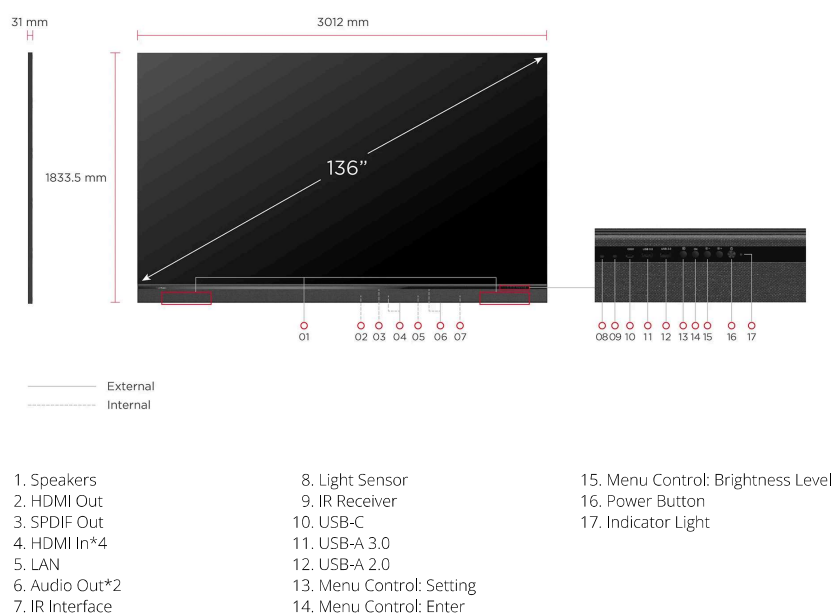 31 mm
3012 mm
136”
1833.5 mm
01
02
03
04
05
06
07
08
09
10
11
12
13
14
15
16
17
External
Internal
1. Speakers
2. HDMI Out
3. SPDIF Out
4. HDMI In*4
5. LAN
6. Audio Out*2
7. IR Interface
8. Light Sensor
9. IR Receiver
10. USB-C
11. USB-A 3.0
12. USB-A 2.0
13. Menu Control: Setting
14. Menu Control: Enter
15. Menu Control: Brightness Level
16. Power Button
17. Indicator Light